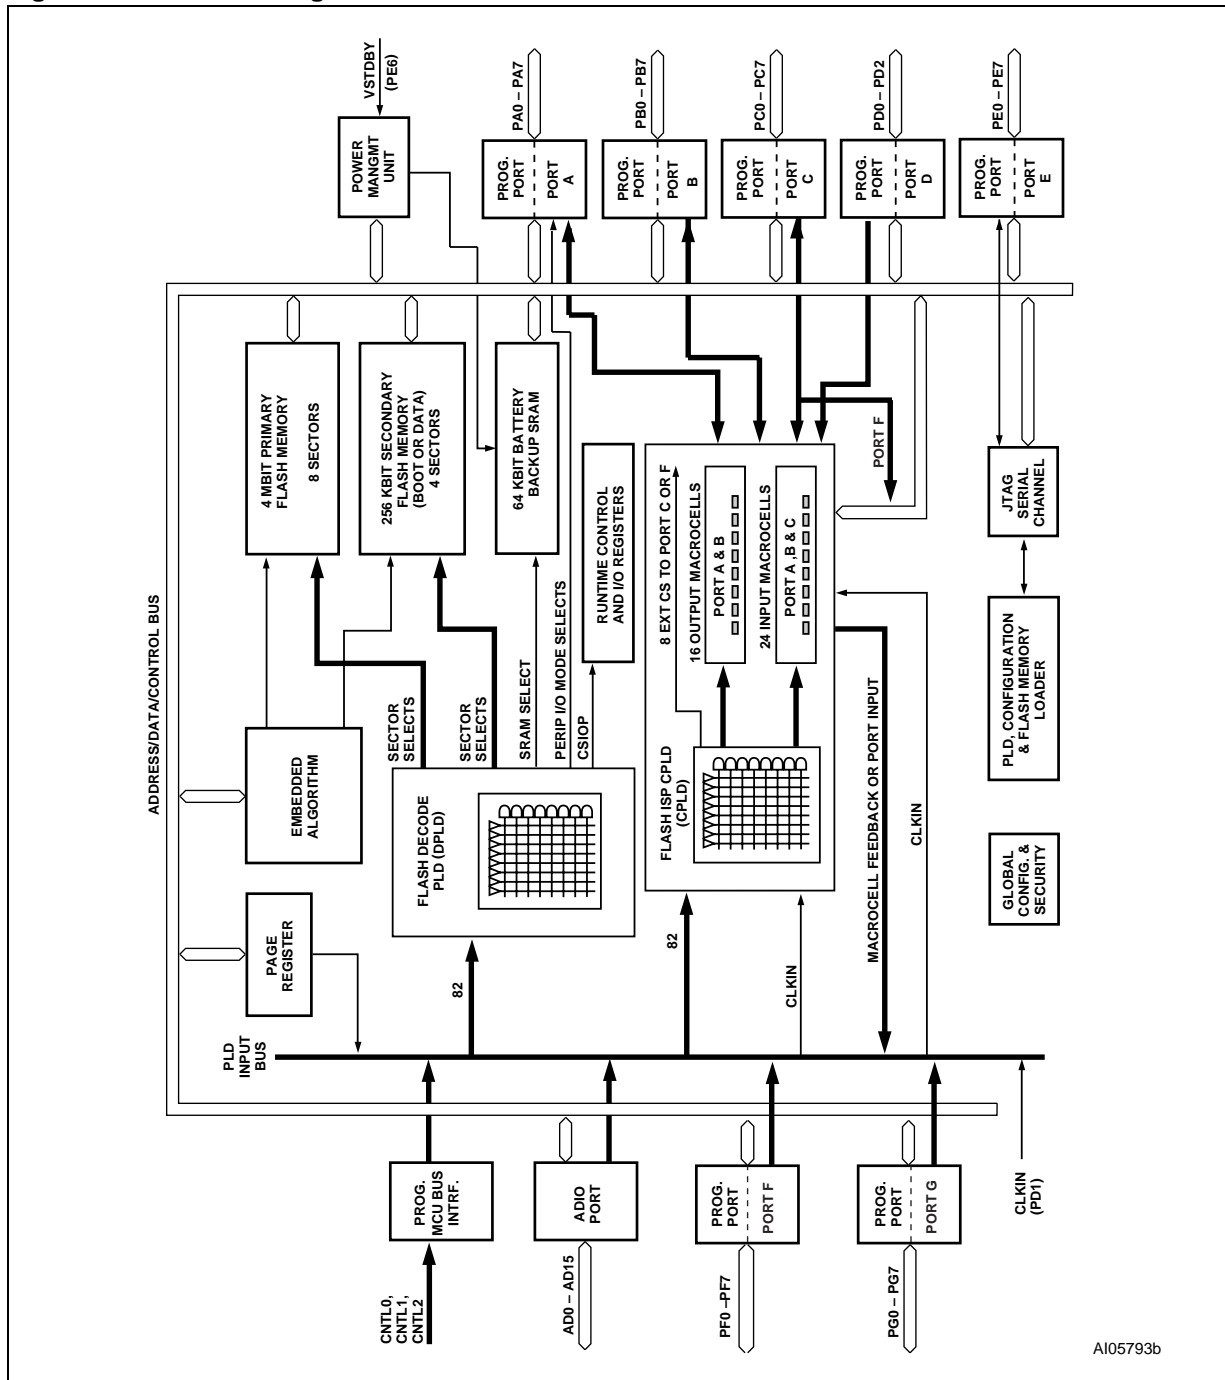 VSTDBY
(PE6)
PA0 – PA7
PB0 – PB7
PC0 – PC7
PD0 – PD2
PE0 – PE7
POWER
MANGMT
UNIT
PROG.
PORT
PORT
A
PROG.
PORT
PORT
B
PROG.
PORT
PORT
C
PROG.
PORT
PORT
D
PROG.
PORT
PORT
E
ADDRESS/DATA/CONTROL BUS
4 MBIT PRIMARY
FLASH MEMORY
8 SECTORS
256 KBIT SECONDARY
FLASH MEMORY
(BOOT OR DATA)
4 SECTORS
64 KBIT BATTERY
BACKUP SRAM
RUNTIME CONTROL
AND I/O REGISTERS
8 EXT CS TO PORT C OR F
16 OUTPUT MACROCELLS
PORT A & B
24 INPUT MACROCELLS
PORT A ,B & C
PORT F
JTAG
SERIAL
CHANNEL
EMBEDDED
ALGORITHM
SECTOR
SELECTS
SECTOR
SELECTS
SRAM SELECT
PERIP I/O MODE SELECTS
CSIOP
FLASH DECODE
PLD (DPLD)
FLASH ISP CPLD
(CPLD)
MACROCELL FEEDBACK OR PORT INPUT
CLKIN
PLD, CONFIGURATION
& FLASH MEMORY
LOADER
GLOBAL
CONFIG. &
SECURITY
PAGE
REGISTER
82
82
CLKIN
PLD
INPUT
BUS
PROG.
MCU BUS
INTRF.
ADIO
PORT
PROG.
PORT
PORT F
PROG.
PORT
PORT G
CLKIN
(PD1)
CNTL0,
CNTL1,
CNTL2
AD0 – AD15
PF0 –PF7
PG0 – PG7
AI05793b